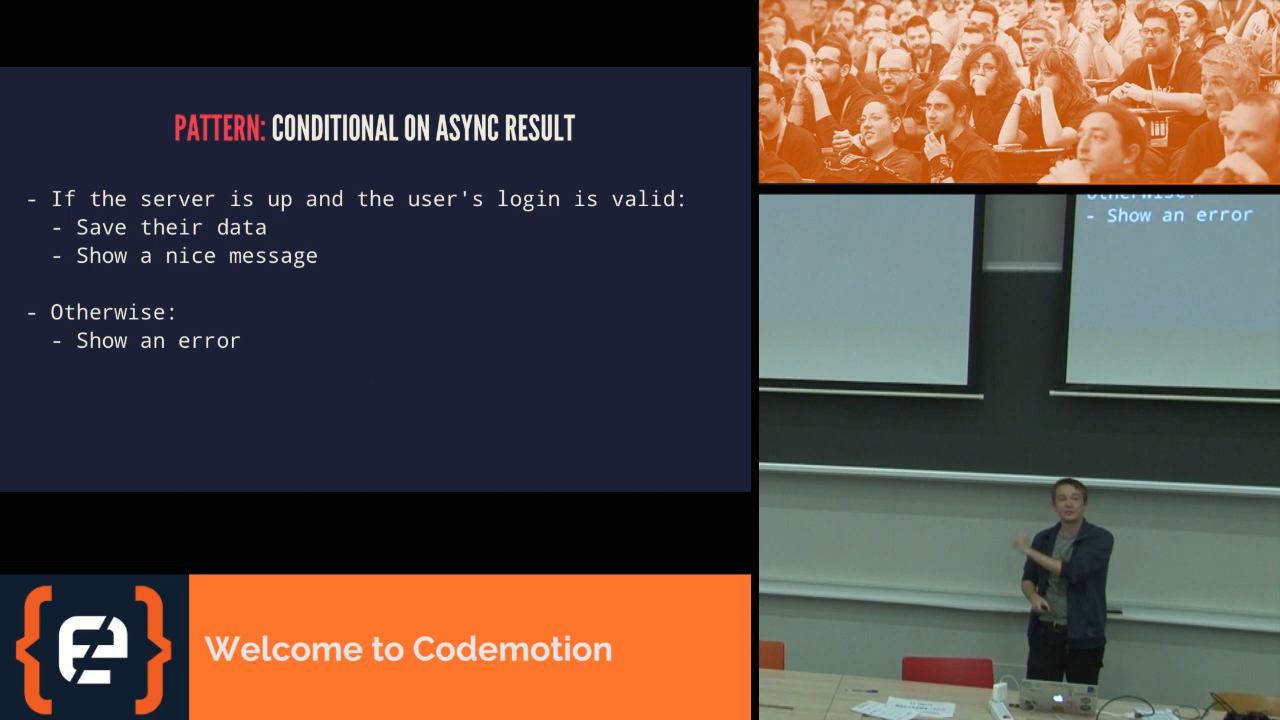 PATTERN: CONDITIONAL ON ASYNC RESULT
- If the server is up and the user's login is valid:
- Save their data
- Show a nice message
- Otherwise:
- Show an error
Otherwise:
- Show an error
Welcome to Codemotion